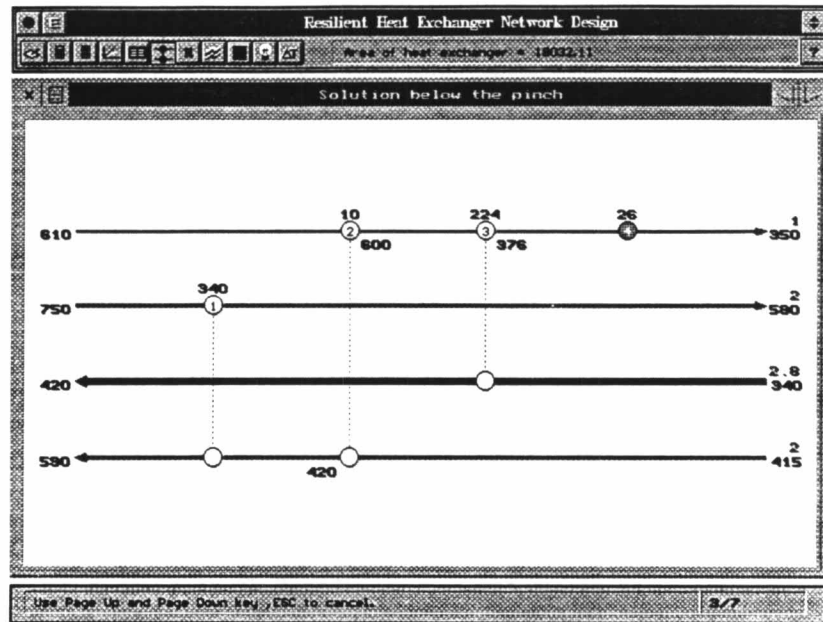 Resilient Heat Exchanger Network Design
Area of heat exchanger = 18032.11
?
Solution below the pinch
10 224 26 1
610 2 3 350
600 376
340 2
750 1 580
2.8
420 340
2
590 415
420
Use Page Up and Page Down key ,ESC to cancel. 3/7